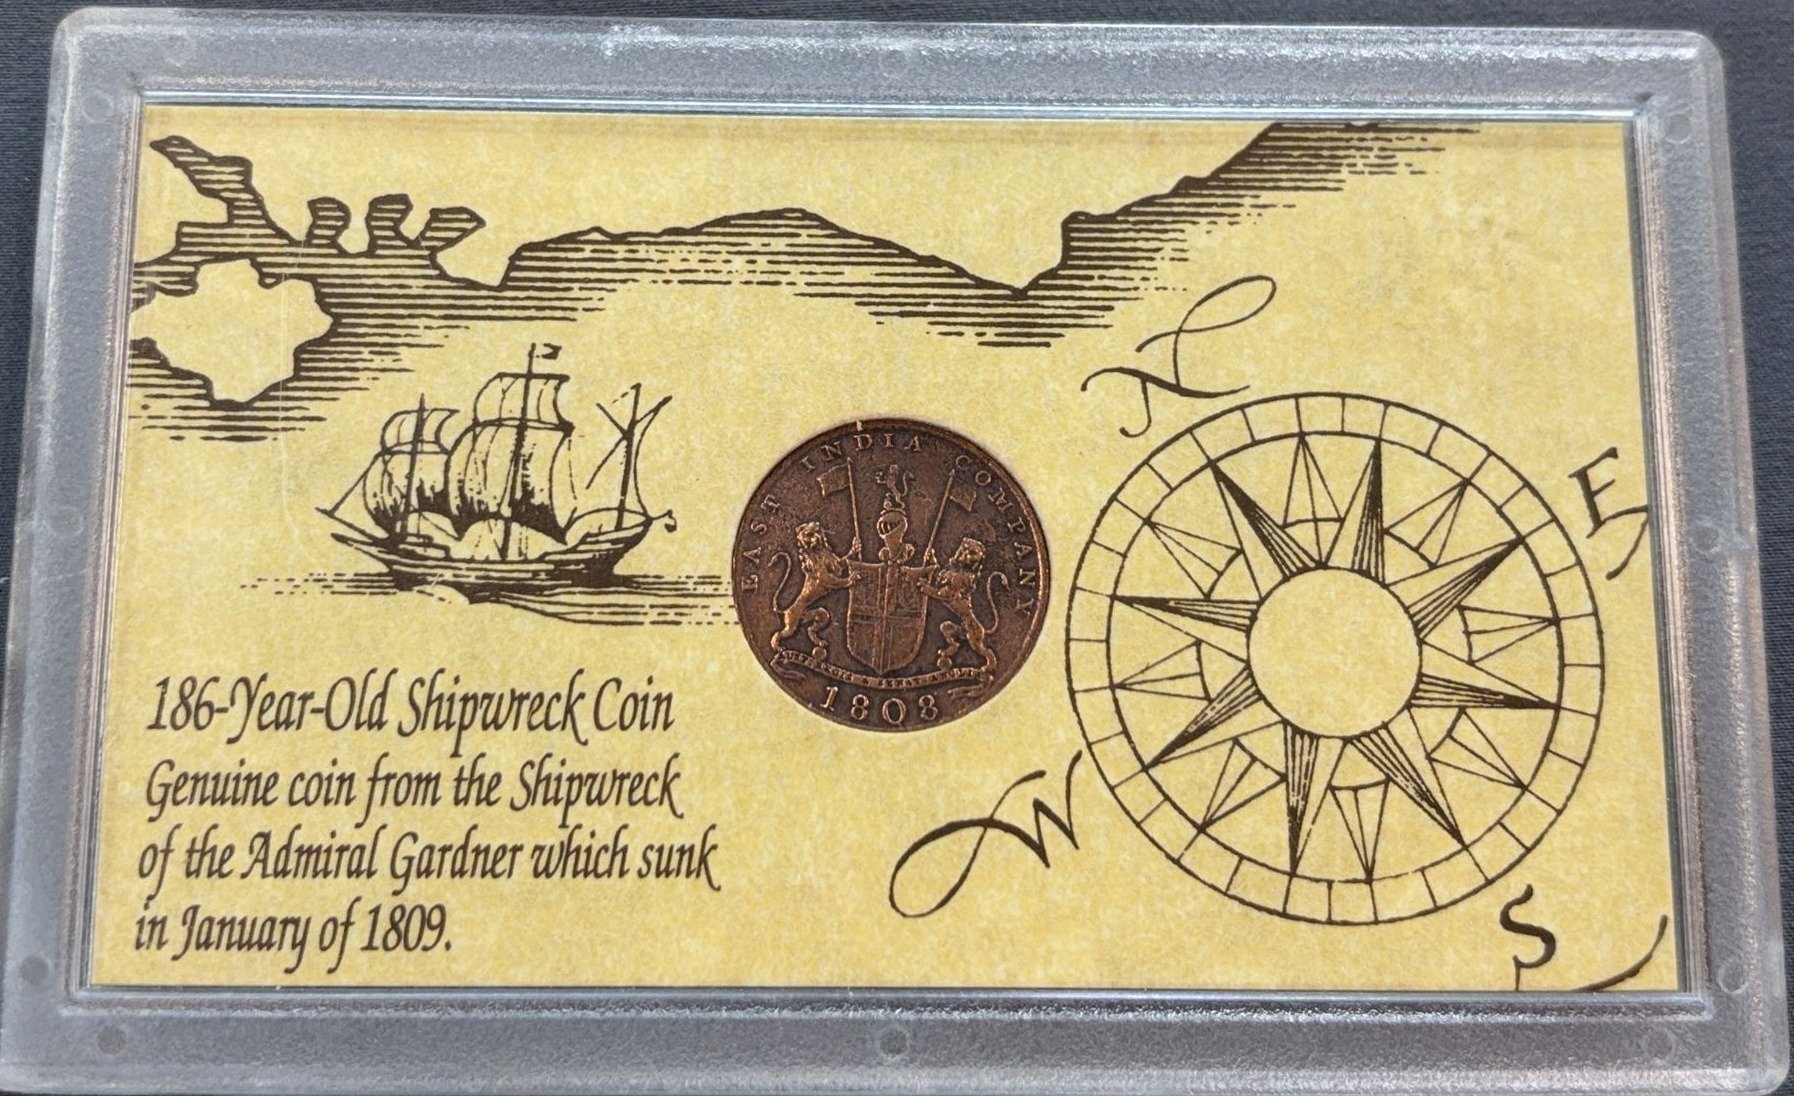 N
E
S
W
EAST INDIA COMPANY
1808
186-Year-Old Shipwreck Coin
Genuine coin from the Shipwreck
of the Admiral Gardner which sunk
in January of 1809.